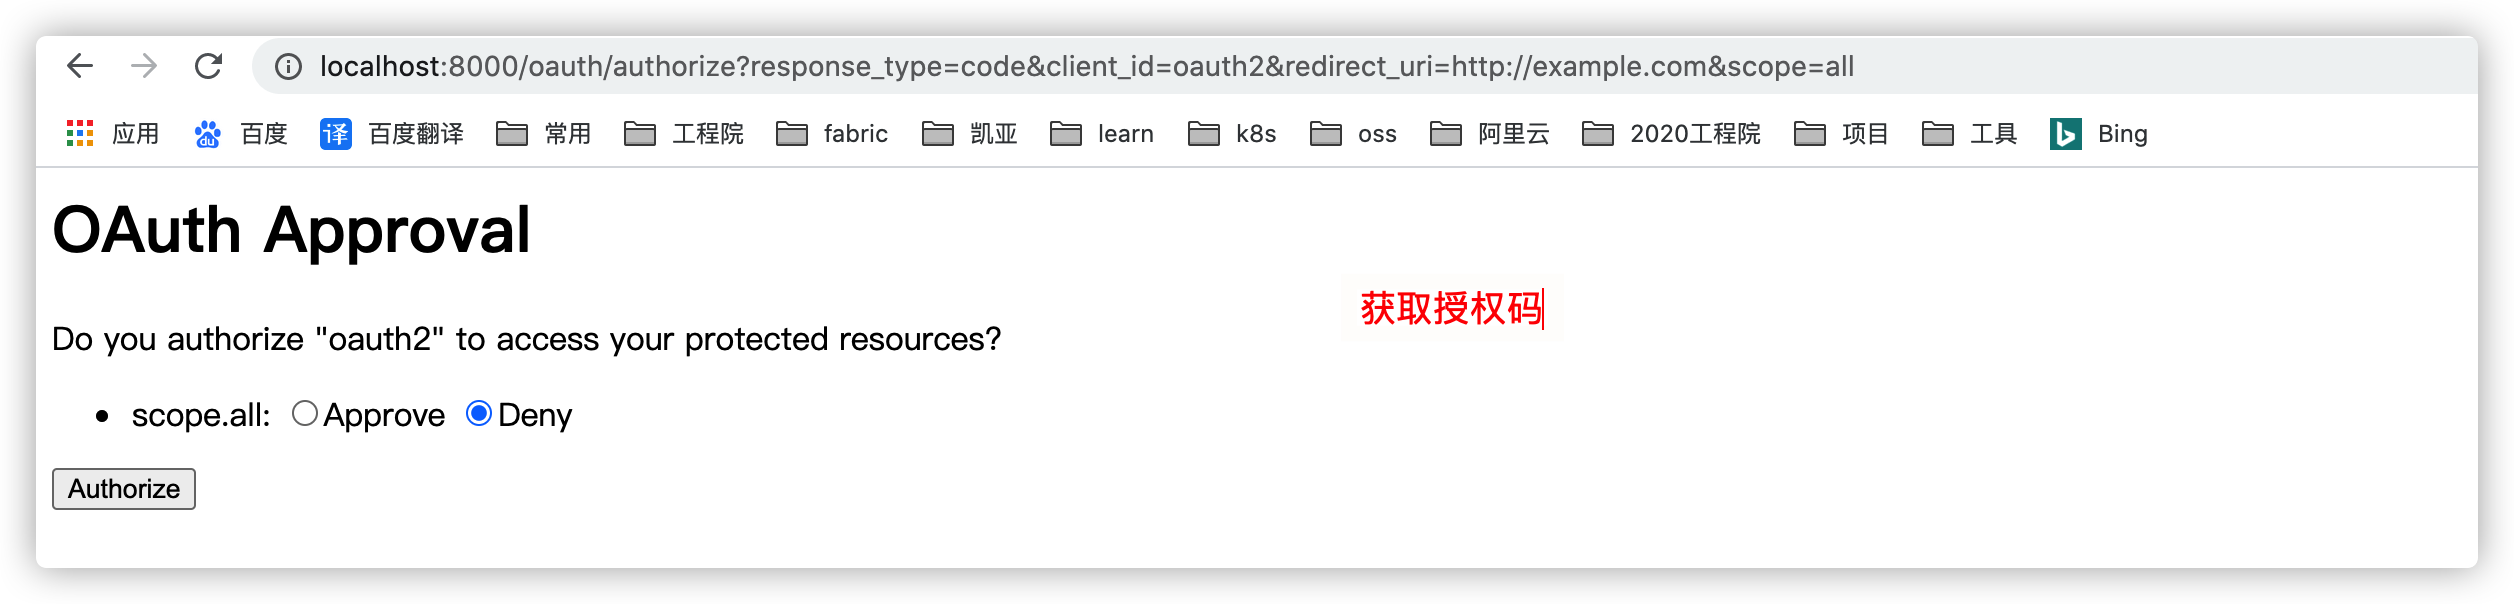 localhost:8000/oauth/authorize?response_type=code&client_id=oauth2&redirect_uri=http://example.com&scope=all
应用 百度 译 百度翻译 常用 工程院 fabric 凯亚 learn k8s oss 阿里云 2020工程院 项目 工具 Bing
OAuth Approval
获取授权码
Do you authorize "oauth2" to access your protected resources?
• scope.all: Approve Deny
Authorize